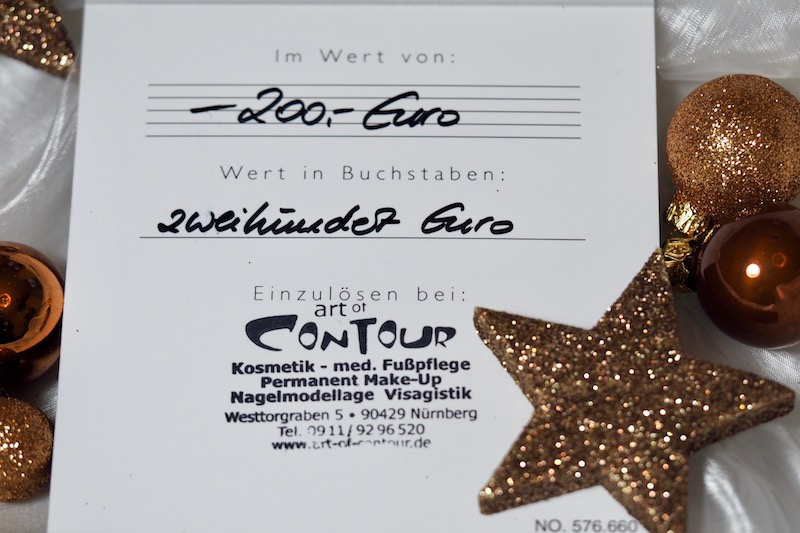 Im Wert von:
- 200,- Euro
Wert in Buchstaben:
zweihundert Euro
Einzulösen bei:
art of
CONTOUR
Kosmetik - med. Fußpflege
Permanent Make-Up
Nagelmodellage Visagistik
Westtorgraben 5 • 90429 Nürnberg
Tel. 0911/9296520
www.art-of-contour.de
NO. 576.660